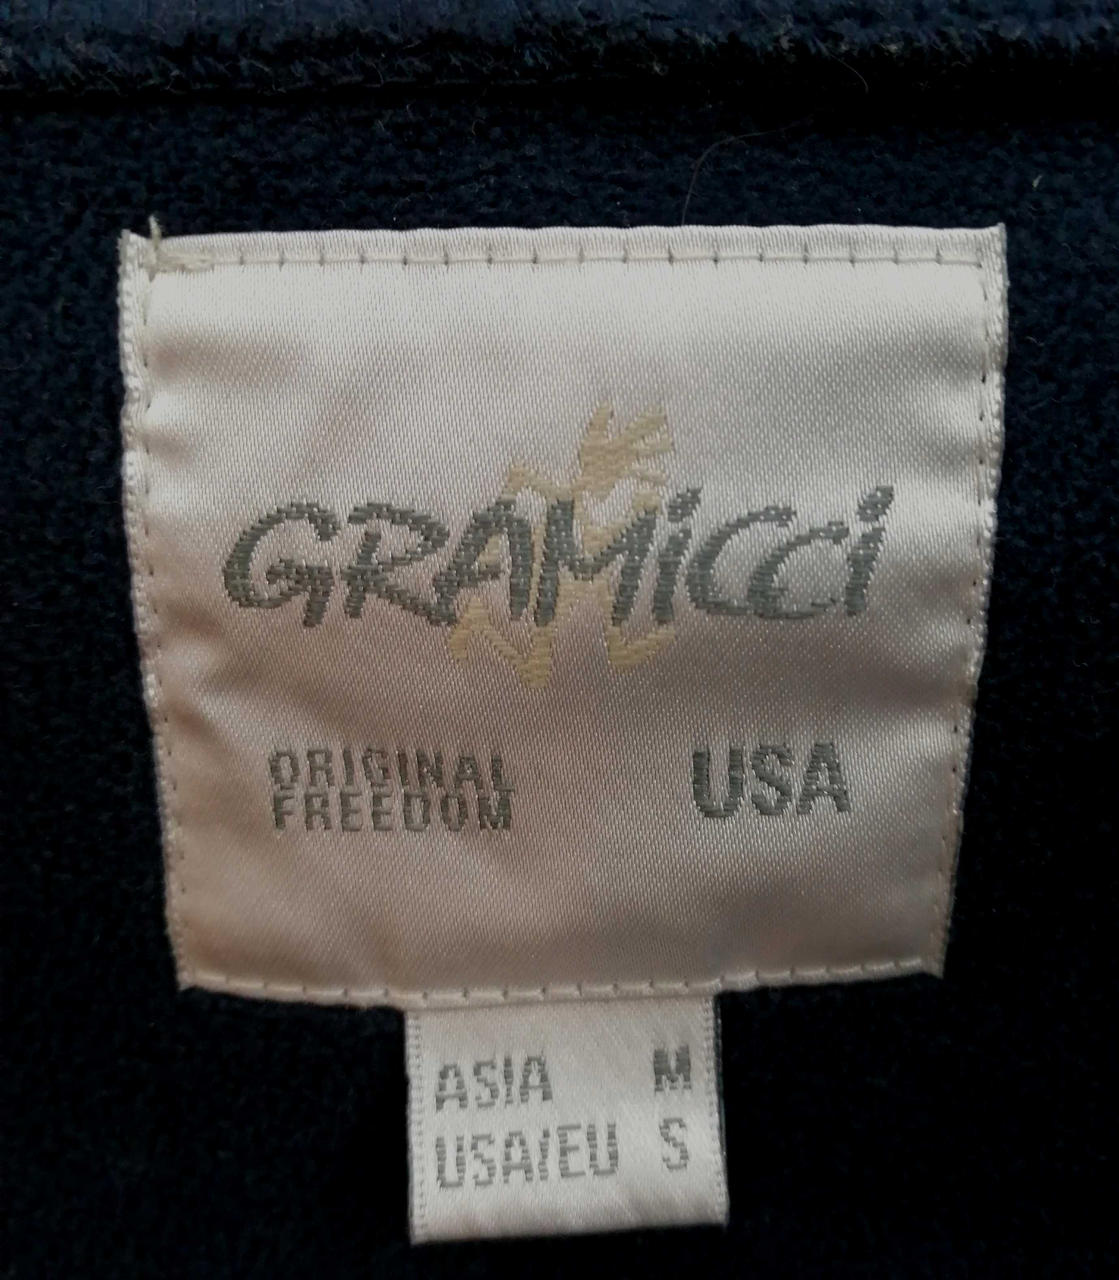 GRAMiCCi
ORIGINAL
FREEDOM
USA
ASIA M
USA/EU S